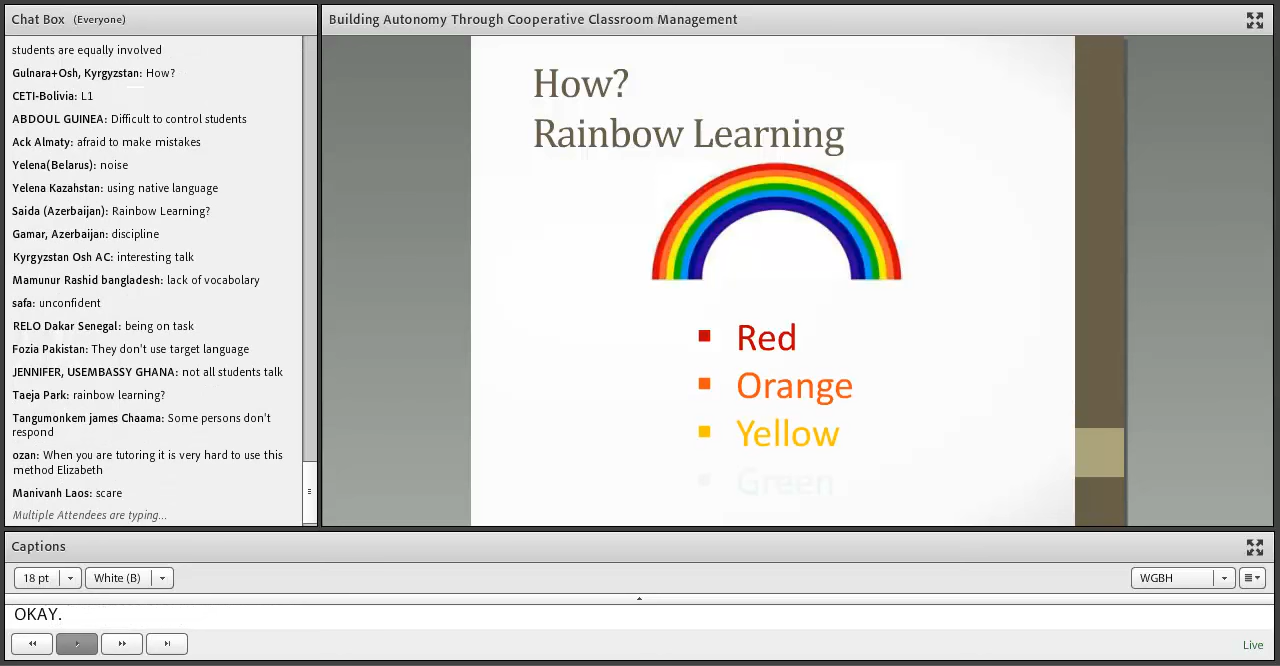 Chat Box (Everyone)
students are equally involved
Gulnara+Osh, Kyrgyzstan: How?
CETI-Bolivia: L1
ABDOUL GUINEA: Difficult to control students
Ack Almaty: afraid to make mistakes
Yelena(Belarus): noise
Yelena Kazahstan: using native language
Saida (Azerbaijan): Rainbow Learning?
Gamar, Azerbaijan: discipline
Kyrgyzstan Osh AC: interesting talk
Mamunur Rashid bangladesh: lack of vocabolary
safa: unconfident
RELO Dakar Senegal: being on task
Fozia Pakistan: They don't use target language
JENNIFER, USEMBASSY GHANA: not all students talk
Taeja Park: rainbow learning?
Tangumonkem james Chaama: Some persons don't
respond
ozan: When you are tutoring it is very hard to use this
method Elizabeth
Manivanh Laos: scare
Multiple Attendees are typing...
Building Autonomy Through Cooperative Classroom Management
How?
Rainbow Learning
Red
Orange
Yellow
Green
Captions
18 pt White (B) WGBH
OKAY.
Live